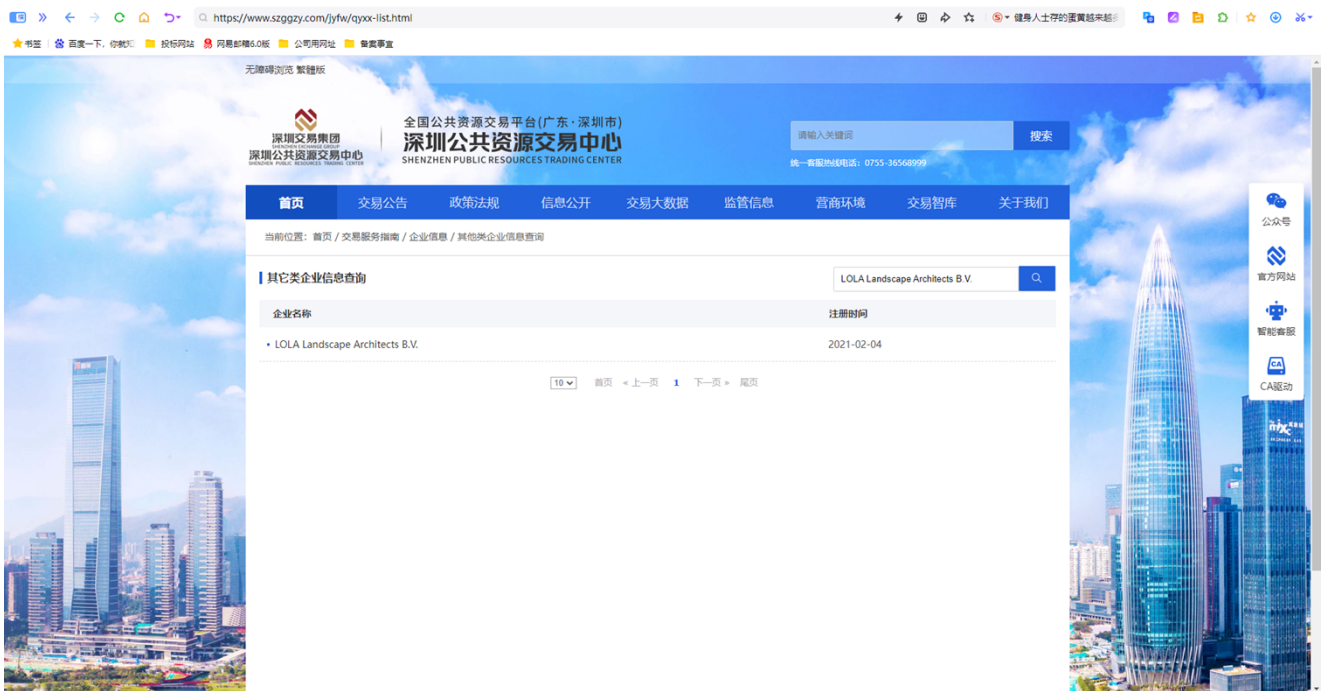 https://www.szggzy.com/jyfw/qyxx-list.html
健身人士存的蛋黄越来越多
书签 百度一下，你就知 投标网站 网易邮箱6.0版 公司用网址 备案事宜
无障碍浏览 繁體版
深圳交易集团
SHENZHEN EXCHANGE GROUP
深圳公共资源交易中心
SHENZHEN PUBLIC RESOURCES TRADING CENTER
全国公共资源交易平台(广东·深圳市)
深圳公共资源交易中心
SHENZHEN PUBLIC RESOURCES TRADING CENTER
请输入关键词
搜索
统一客服热线电话：0755-36568999
首页 交易公告 政策法规 信息公开 交易大数据 监管信息 营商环境 交易智库 关于我们
当前位置：首页 / 交易服务指南 / 企业信息 / 其他类企业信息查询
其它类企业信息查询
LOLA Landscape Architects B.V.
企业名称 注册时间
• LOLA Landscape Architects B.V. 2021-02-04
10 首页 « 上一页 1 下一页 » 尾页
公众号
官方网站
智能客服
CA
CA驱动
mixc